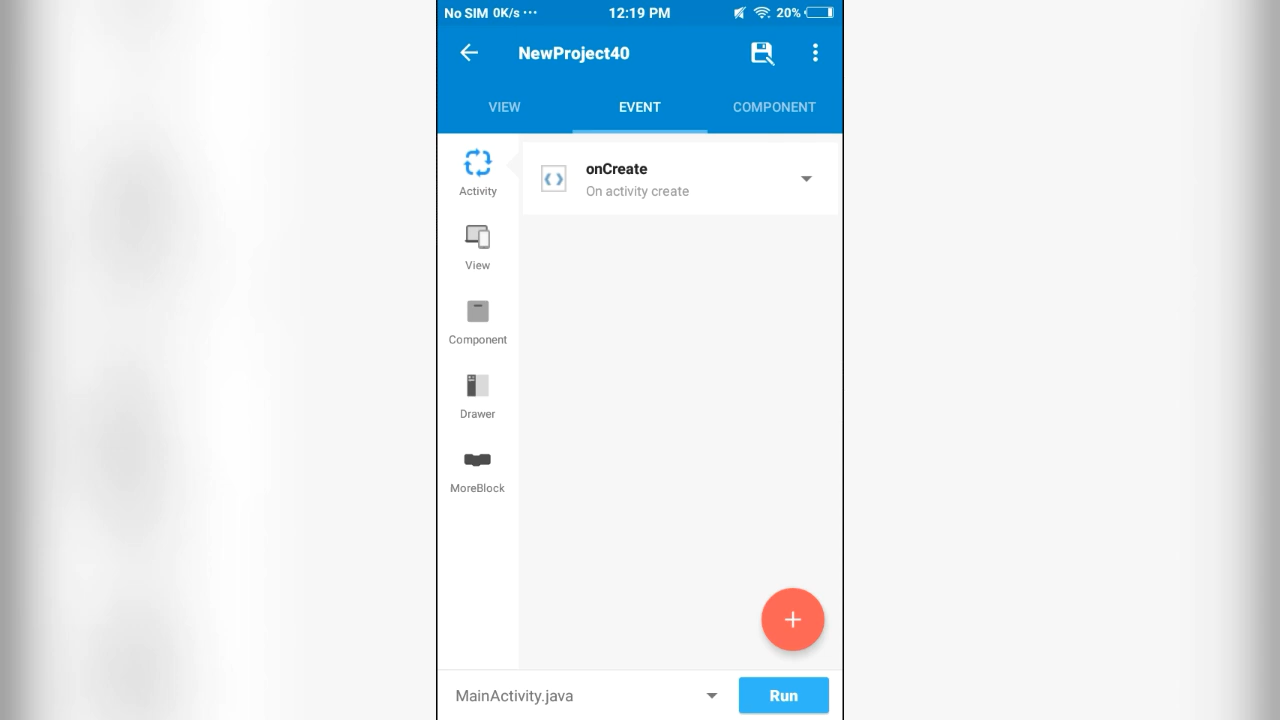 No SIM 0K/s ··· 12:19 PM 20%
NewProject40
VIEW EVENT COMPONENT
onCreate
On activity create
Activity
View
Component
Drawer
MoreBlock
MainActivity.java Run